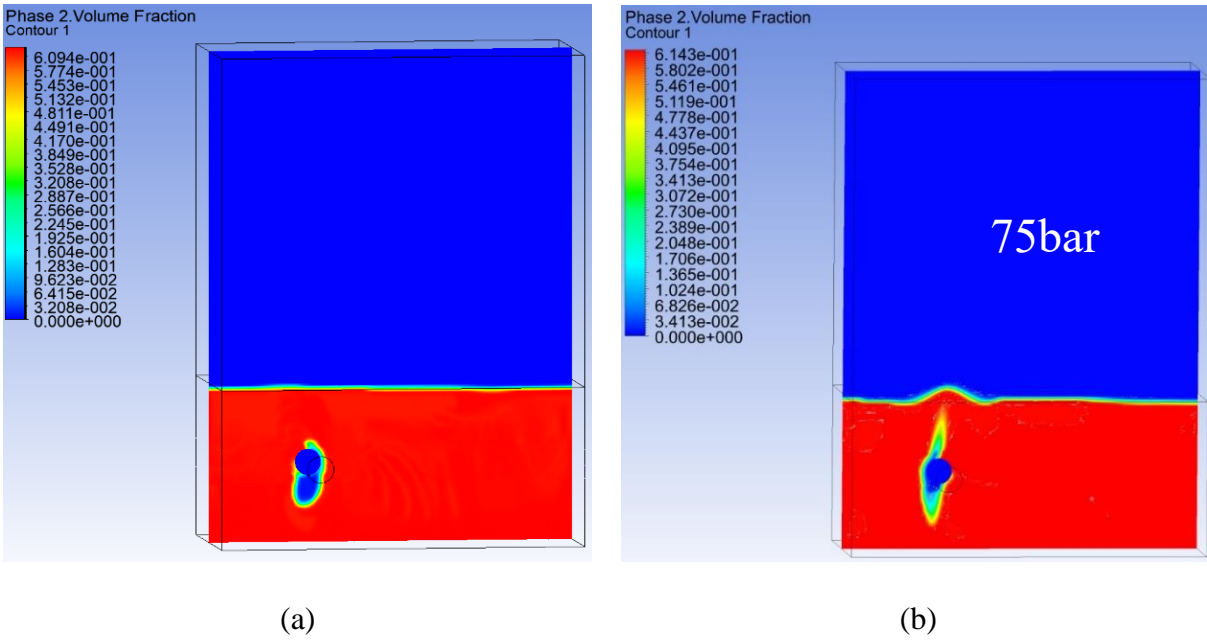 Phase 2.Volume Fraction
Contour 1
6.094e-001
5.774e-001
5.453e-001
5.132e-001
4.811e-001
4.491e-001
4.170e-001
3.849e-001
3.528e-001
3.208e-001
2.887e-001
2.566e-001
2.245e-001
1.925e-001
1.604e-001
1.283e-001
9.623e-002
6.415e-002
3.208e-002
0.000e+000
(a)
Phase 2.Volume Fraction
Contour 1
6.143e-001
5.802e-001
5.461e-001
5.119e-001
4.778e-001
4.437e-001
4.095e-001
3.754e-001
3.413e-001
3.072e-001
2.730e-001
2.389e-001
2.048e-001
1.706e-001
1.365e-001
1.024e-001
6.826e-002
3.413e-002
0.000e+000
75bar
(b)